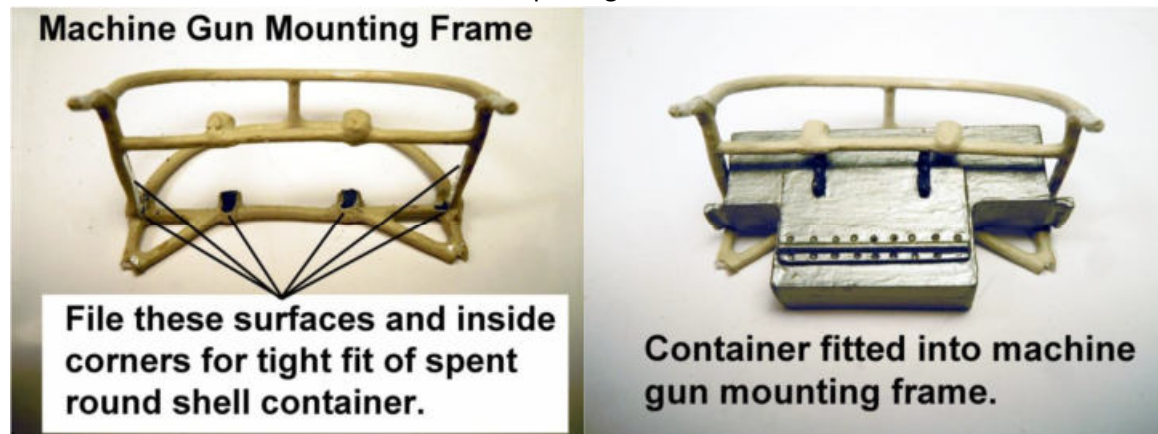 Machine Gun Mounting Frame
File these surfaces and inside
corners for tight fit of spent
round shell container.
Container fitted into machine
gun mounting frame.